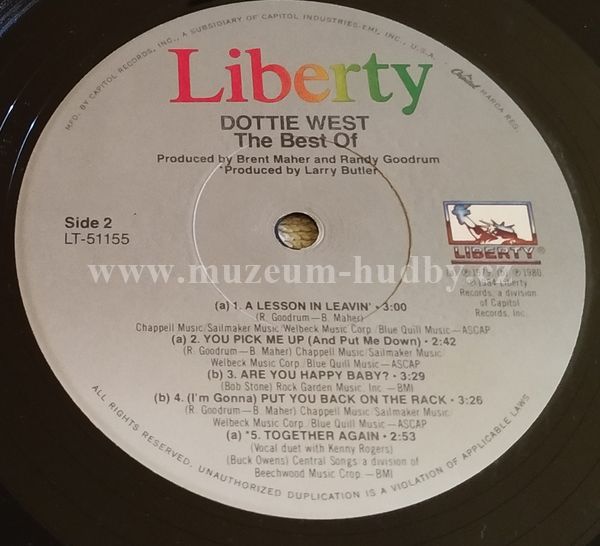 MFD. BY CAPITOL RECORDS, INC., A SUBSIDIARY OF CAPITOL INDUSTRIES-EMI, INC., U.S.A.
Capitol MARCA REG.
Liberty
DOTTIE WEST
The Best Of
Produced by Brent Maher and Randy Goodrum
*Produced by Larry Butler
Side 2
LT-51155
LIBERTY®
www.muzeum-hudby.cz
℗ 1979, (b) ℗ 1980
℗ 1984 Liberty
Records, a division
of Capitol
Records, Inc.
(a) 1. A LESSON IN LEAVIN' • 3:00
(R. Goodrum—B. Maher)
Chappell Music/Sailmaker Music/Welbeck Music Corp./Blue Quill Music—ASCAP
(a) 2. YOU PICK ME UP (And Put Me Down) • 2:42
(R. Goodrum—B. Maher) Chappell Music/Sailmaker Music/
Welbeck Music Corp./Blue Quill Music—ASCAP
(b) 3. ARE YOU HAPPY BABY? • 3:29
(Bob Stone) Rock Garden Music, Inc.—BMI
(b) 4. (I'm Gonna) PUT YOU BACK ON THE RACK • 3:26
(R. Goodrum—B. Maher) Chappell Music/Sailmaker Music/
Welbeck Music Corp./Blue Quill Music—ASCAP
(a) *5. TOGETHER AGAIN • 2:53
(Vocal duet with Kenny Rogers)
(Buck Owens) Central Songs, a division of
Beechwood Music Corp.—BMI
ALL RIGHTS RESERVED. UNAUTHORIZED DUPLICATION IS A VIOLATION OF APPLICABLE LAWS